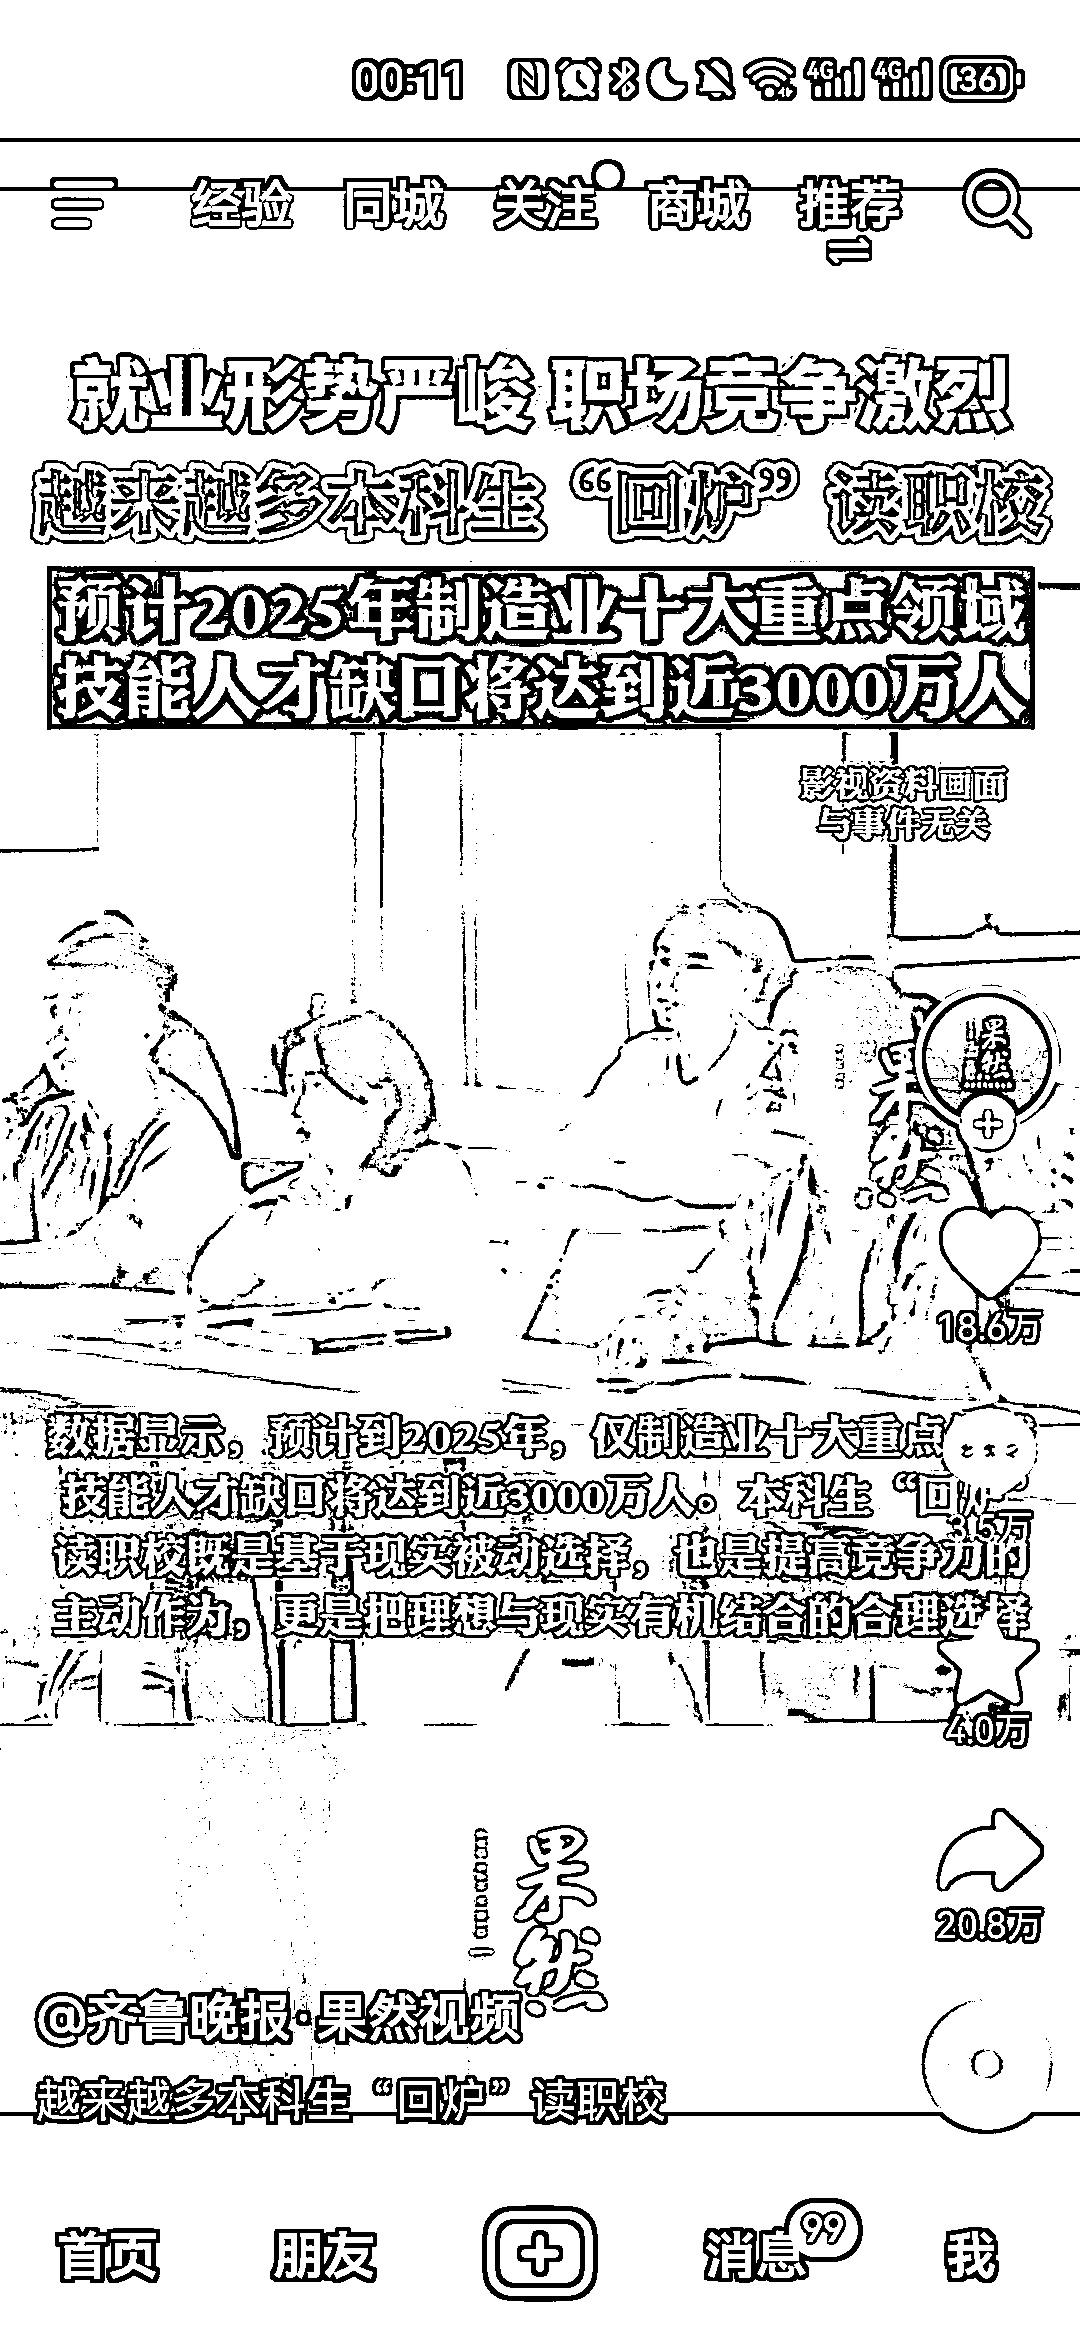 00:11 4G 4G 36
经验 同城 关注 商城 推荐
就业形势严峻 职场竞争激烈
越来越多本科生“回炉”读职校
预计2025年制造业十大重点领域
技能人才缺口将达到近3000万人
影视资料画面
与事件无关
果然
果然
18.6万
数据显示，预计到2025年，仅制造业十大重点
技能人才缺口将达到近3000万人。本科生“回炉
3.5万
读职校既是基于现实被动选择，也是提高竞争力的
主动作为，更是把理想与现实有机结合的合理选择
4.0万
果然
20.8万
@齐鲁晚报·果然视频
越来越多本科生“回炉”读职校
首页 朋友 消息 99 我